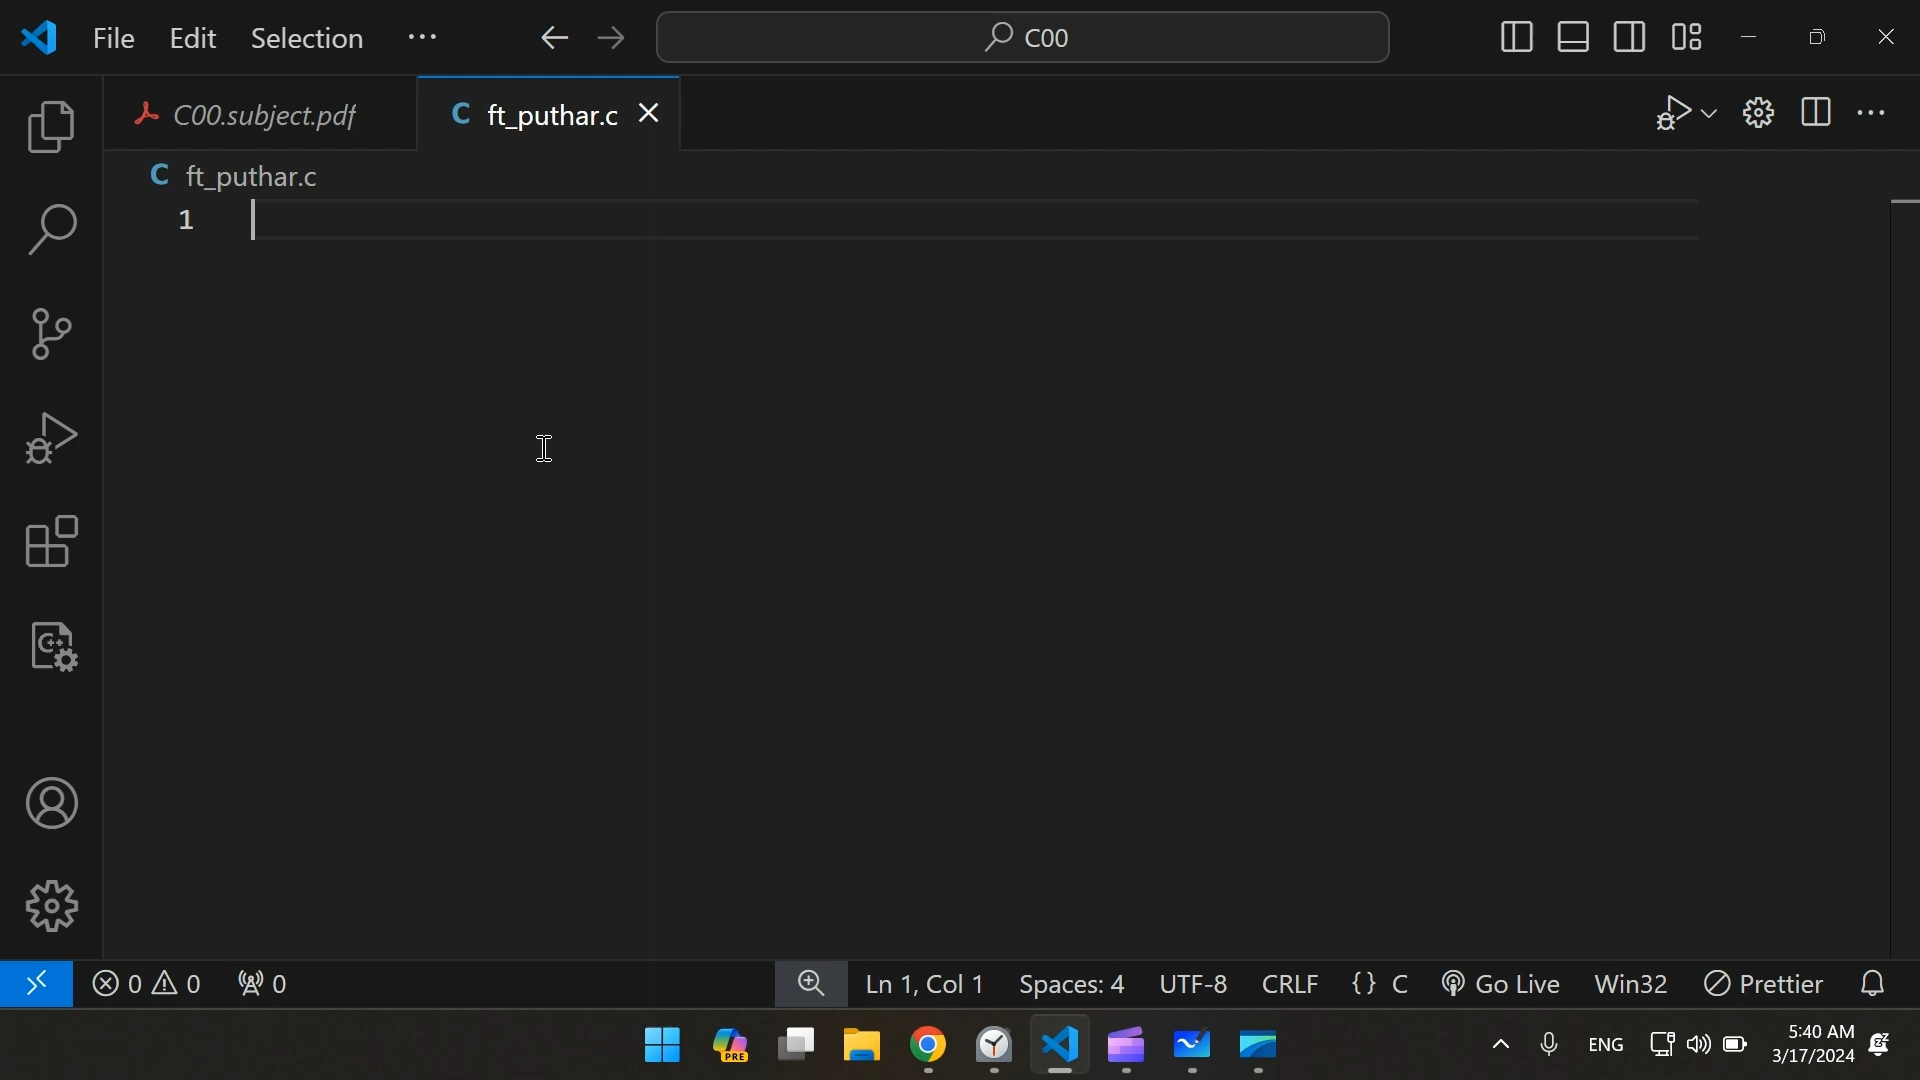 File Edit Selection ··· C00
C00.subject.pdf C ft_puthar.c
C ft_puthar.c
1
C++
0 0 0 Ln 1, Col 1 Spaces: 4 UTF-8 CRLF {} C Go Live Win32 Prettier
PRE ENG 5:40 AM
3/17/2024